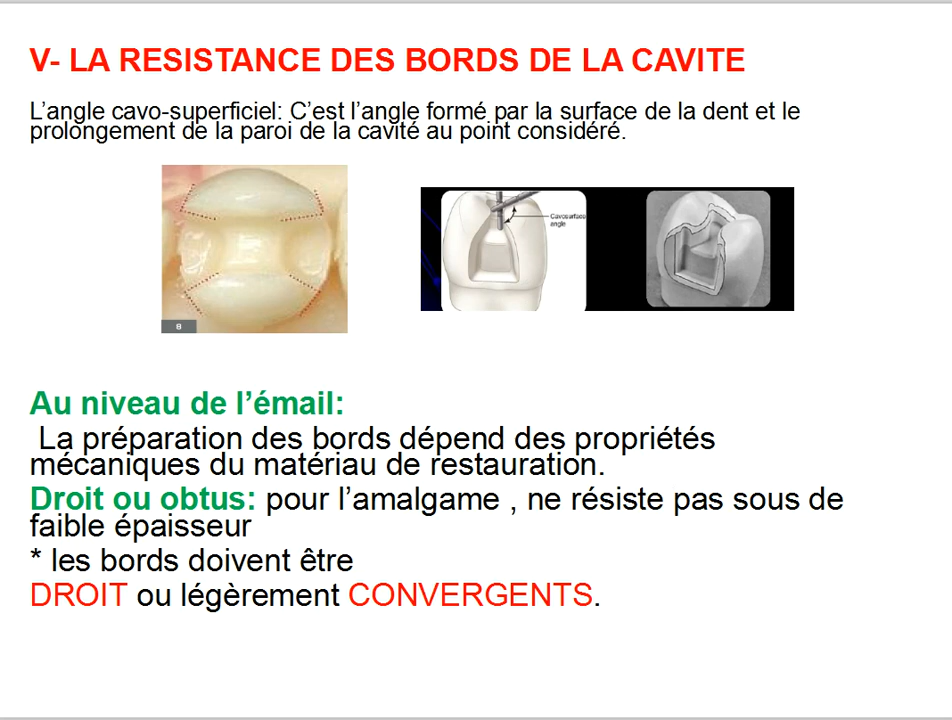 V- LA RESISTANCE DES BORDS DE LA CAVITE
L’angle cavo-superficiel: C’est l’angle formé par la surface de la dent et le
prolongement de la paroi de la cavité au point considéré.
Cavosurface
angle
B
Au niveau de l’émail:
La préparation des bords dépend des propriétés
mécaniques du matériau de restauration.
Droit ou obtus: pour l’amalgame , ne résiste pas sous de
faible épaisseur
* les bords doivent être
DROIT ou légèrement CONVERGENTS.